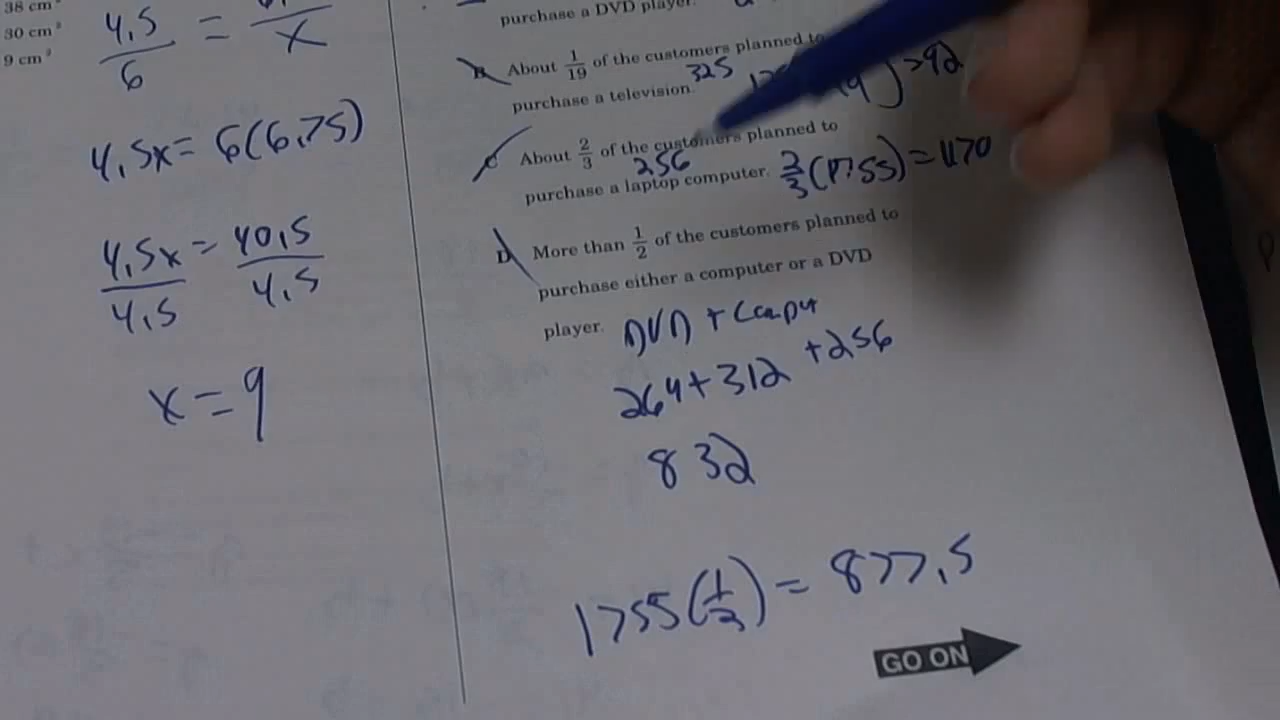 38 cm³
30 cm³
9 cm³
4,5
6
=
x
4,5x = 6(6,75)
4,5x = 40,5
4,5 4,5
x = 9
purchase a DVD player.
B About 1/19 of the customers planned to
purchase a television.
325
= 92
C About 2/3 of the customers planned to
256
purchase a laptop computer. 2/3(1755) = 1170
D More than 1/2 of the customers planned to
purchase either a computer or a DVD
player.
DVD +
264 + 312 + 256
832
1755(1/2) = 877,5
GO ON